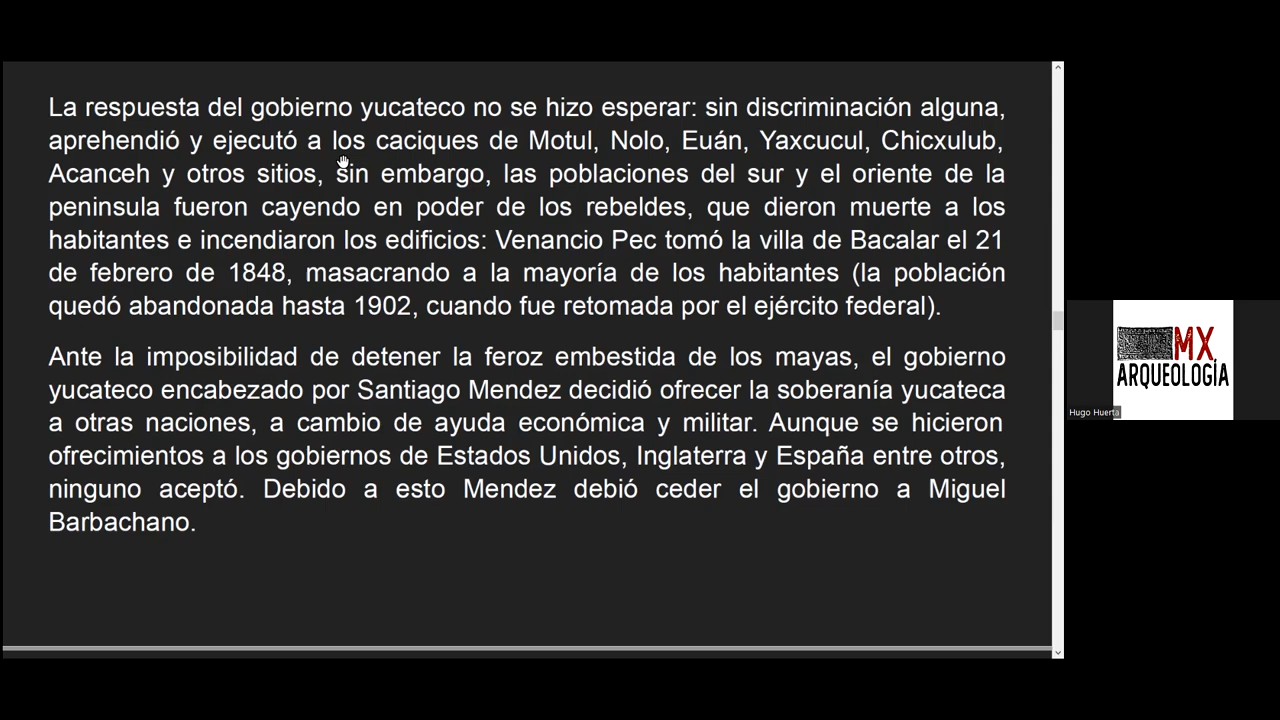 La respuesta del gobierno yucateco no se hizo esperar: sin discriminación alguna,
aprehendió y ejecutó a los caciques de Motul, Nolo, Euán, Yaxcucul, Chicxulub,
Acanceh y otros sitios, sin embargo, las poblaciones del sur y el oriente de la
peninsula fueron cayendo en poder de los rebeldes, que dieron muerte a los
habitantes e incendiaron los edificios: Venancio Pec tomó la villa de Bacalar el 21
de febrero de 1848, masacrando a la mayoría de los habitantes (la población
quedó abandonada hasta 1902, cuando fue retomada por el ejército federal).
Ante la imposibilidad de detener la feroz embestida de los mayas, el gobierno
yucateco encabezado por Santiago Mendez decidió ofrecer la soberanía yucateca
a otras naciones, a cambio de ayuda económica y militar. Aunque se hicieron
ofrecimientos a los gobiernos de Estados Unidos, Inglaterra y España entre otros,
ninguno aceptó. Debido a esto Mendez debió ceder el gobierno a Miguel
Barbachano.
MX
ARQUEOLOGÍA
Hugo Huerta